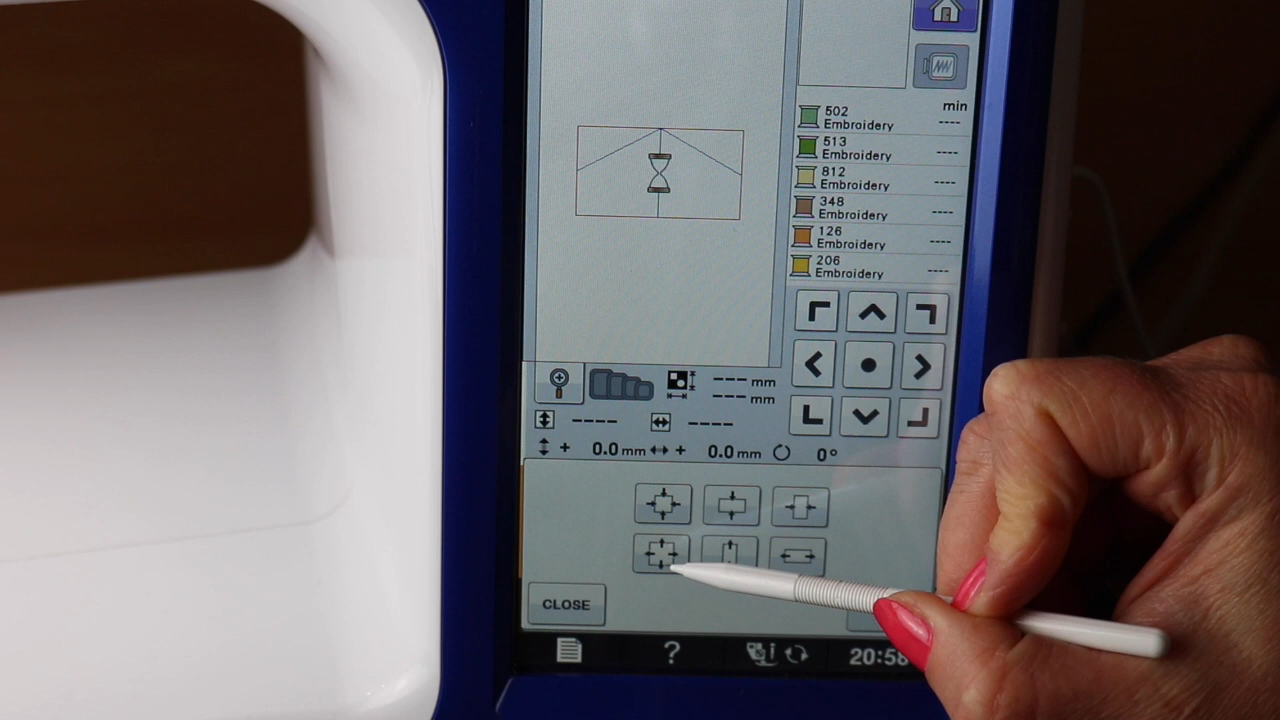 min
502
Embroidery ----
513
Embroidery ----
812
Embroidery ----
348
Embroidery ----
126
Embroidery ----
206
Embroidery ----
--- mm
--- mm
---- ----
+ 0.0 mm + 0.0 mm 0°
CLOSE
? 20:58